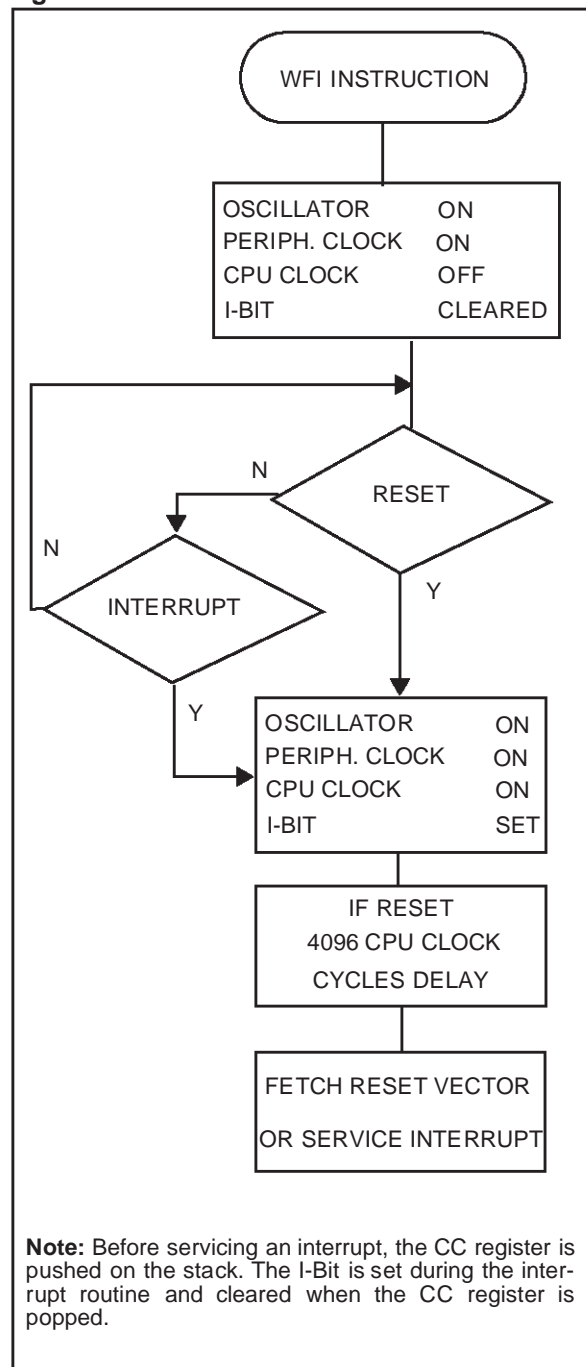 WFI INSTRUCTION
OSCILLATOR ON
PERIPH. CLOCK ON
CPU CLOCK OFF
I-BIT CLEARED
N
RESET
N
INTERRUPT
Y
Y
OSCILLATOR ON
PERIPH. CLOCK ON
CPU CLOCK ON
I-BIT SET
IF RESET
4096 CPU CLOCK
CYCLES DELAY
FETCH RESET VECTOR
OR SERVICE INTERRUPT
Note: Before servicing an interrupt, the CC register is
pushed on the stack. The I-Bit is set during the inter-
rupt routine and cleared when the CC register is
popped.